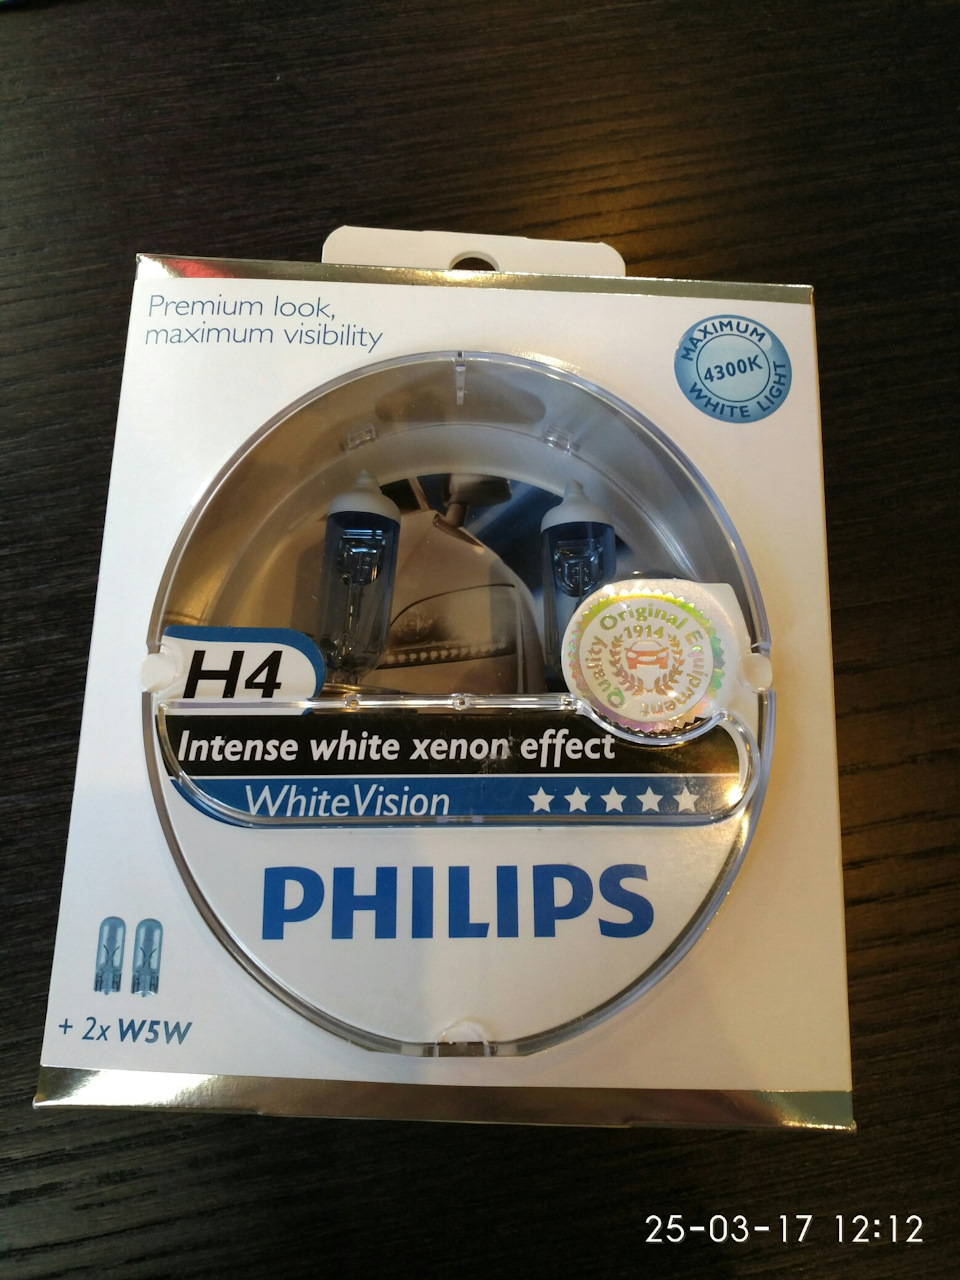 Premium look,
maximum visibility
MAXIMUM
4300K
WHITE LIGHT
Quality Original Equipment
1914
H4
Intense white xenon effect
WhiteVision
PHILIPS
+ 2x W5W
25-03-17 12:12